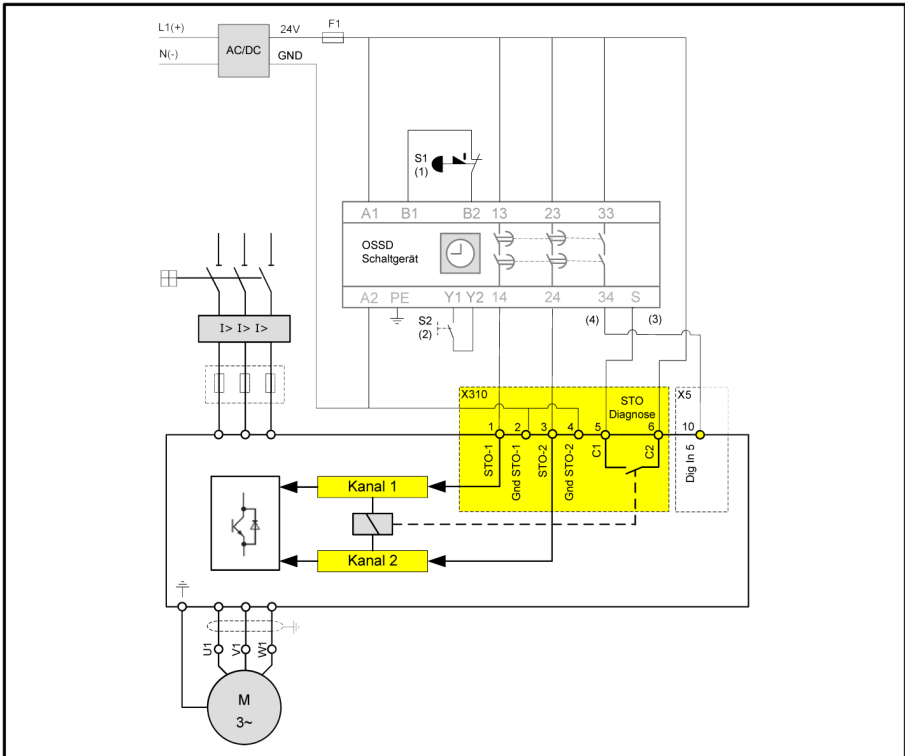 L1(+)
24V
F1
AC/DC
N(-)
GND
S1
(1)
A1 B1 B2 13 23 33
OSSD
Schaltgerät
A2 PE Y1 Y2 14 24 34 S
S2
(2)
(4)
(3)
I> I> I>
X310
STO
Diagnose
X5
1 2 3 4 5 6 10
STO-1
Gnd STO-1
STO-2
Gnd STO-2
C1
C2
Dig In 5
Kanal 1
Kanal 2
U1
V1
W1
M
3~